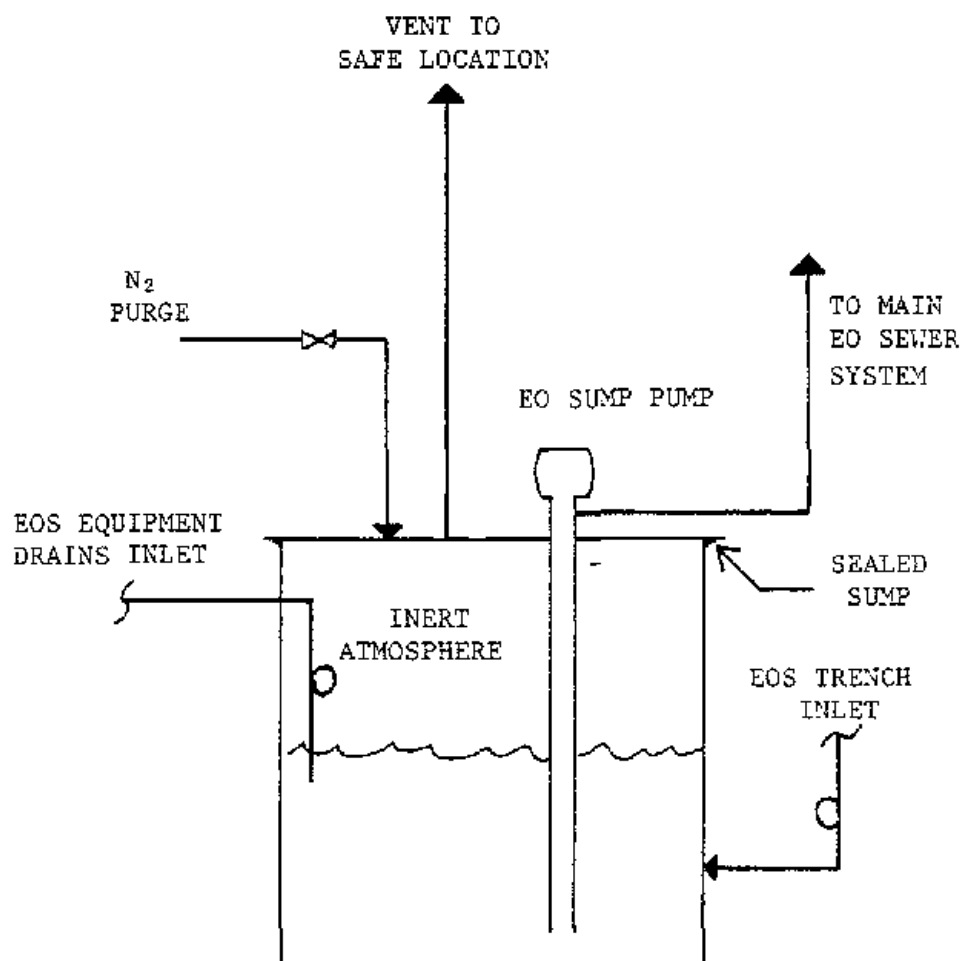 VENT TO
SAFE LOCATION
N₂
PURGE
TO MAIN
EO SEWER
SYSTEM
EO SUMP PUMP
EOS EQUIPMENT
DRAINS INLET
SEALED
SUMP
INERT
ATMOSPHERE
EOS TRENCH
INLET